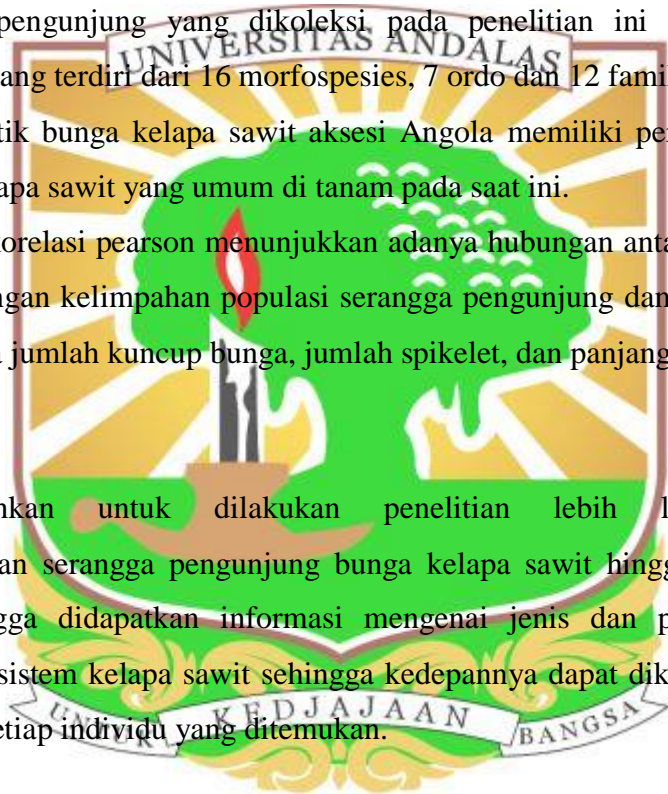 pengunjung yang dikoleksi pada penelitian ini
UNIVERSITAS ANDALAS
ang terdiri dari 16 morfospesies, 7 ordo dan 12 famil
tik bunga kelapa sawit aksesi Angola memiliki pe
apa sawit yang umum di tanam pada saat ini.
korelasi pearson menunjukkan adanya hubungan anta
ngan kelimpahan populasi serangga pengunjung dan
a jumlah kuncup bunga, jumlah spikelet, dan panjang
nkan untuk dilakukan penelitian lebih l
an serangga pengunjung bunga kelapa sawit hingg
gga didapatkan informasi mengenai jenis dan p
sistem kelapa sawit sehingga kedepannya dapat dik
etiap individu yang ditemukan.
UNTUK KEDJAJAAN BANGSA